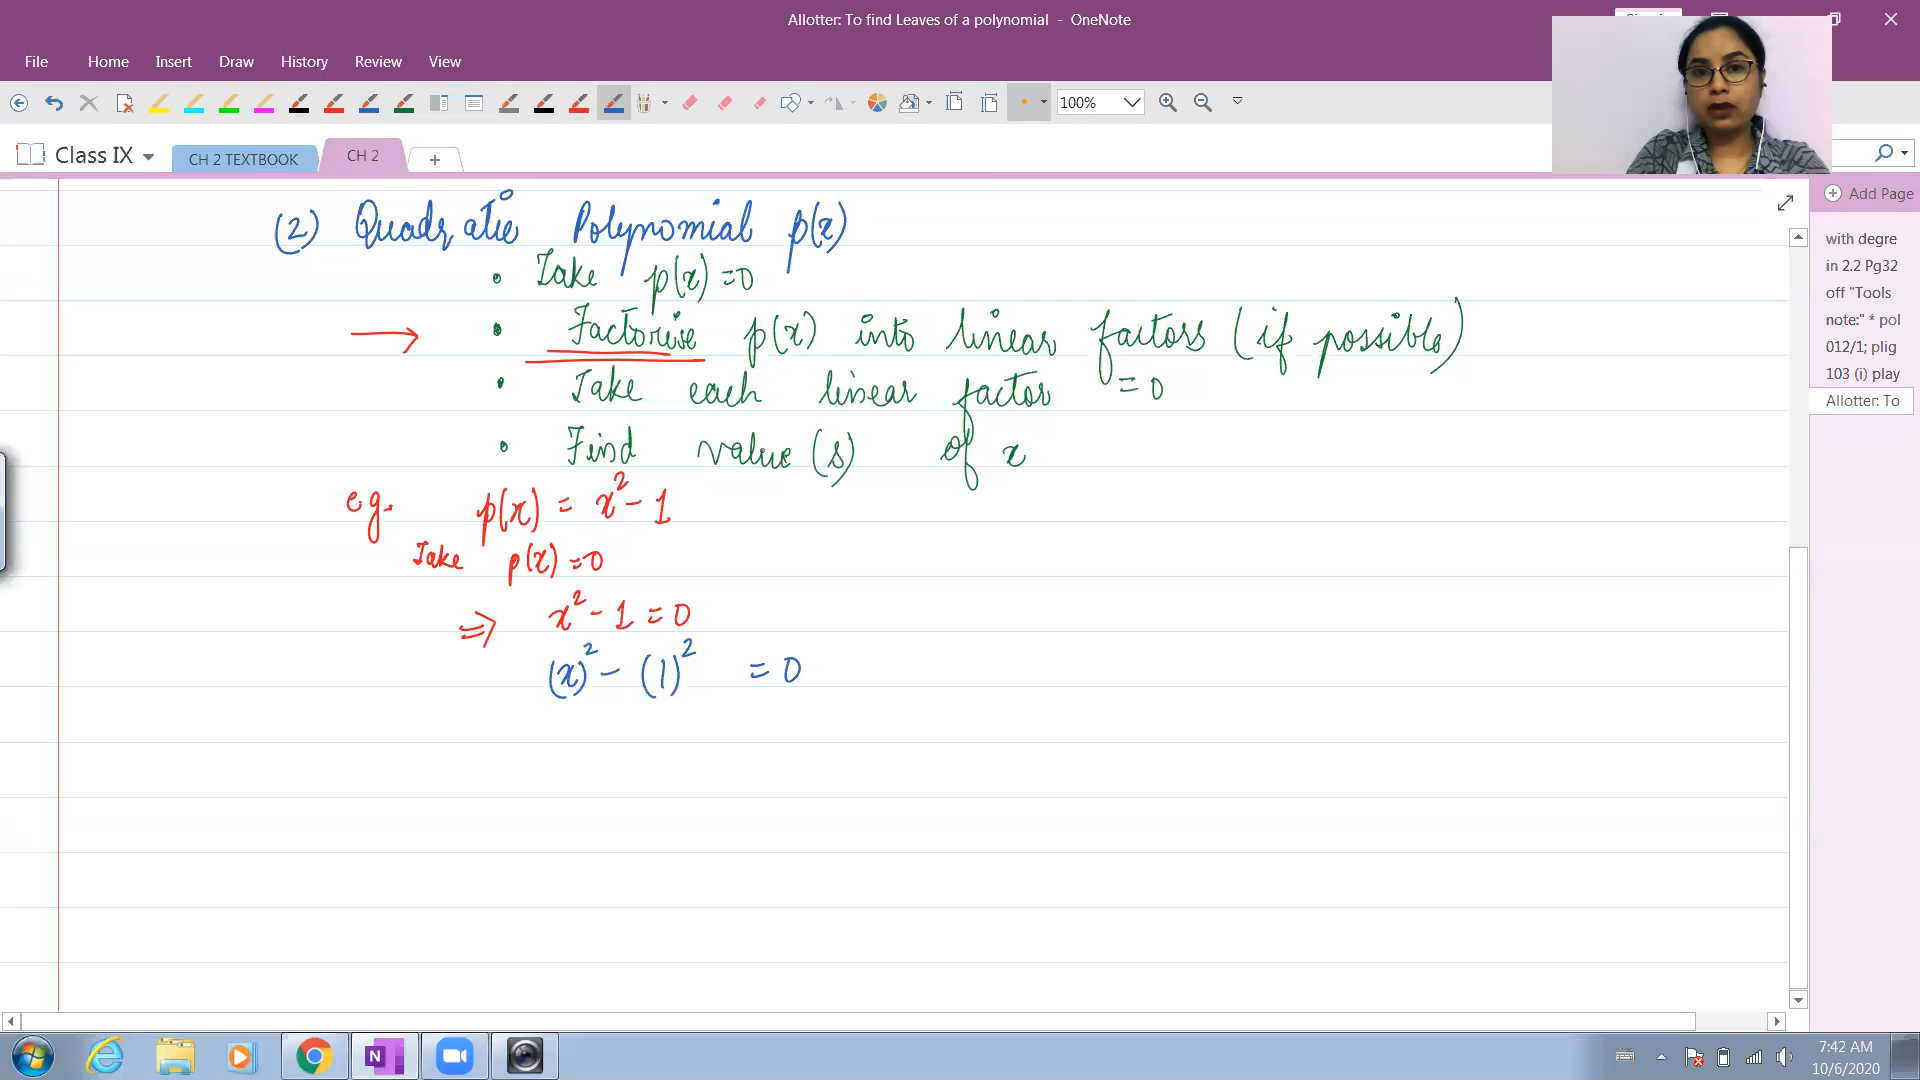 Allotter: To find Leaves of a polynomial - OneNote
File Home Insert Draw History Review View
100%
Class IX CH 2 TEXTBOOK CH 2 +
Add Page
with degre
in 2.2 Pg32
off "Tools
note:" * pol
012/1; plig
103 (i) play
Allotter: To
(2) Quadratic Polynomial p(x)
• Take p(x) = 0
→ • Factorise p(x) into linear factors (if possible)
• Take each linear factor = 0
• Find value(s) of x
eg. p(x) = x² - 1
Take p(x) = 0
⇒ x² - 1 = 0
(x)² - (1)² = 0
7:42 AM
10/6/2020